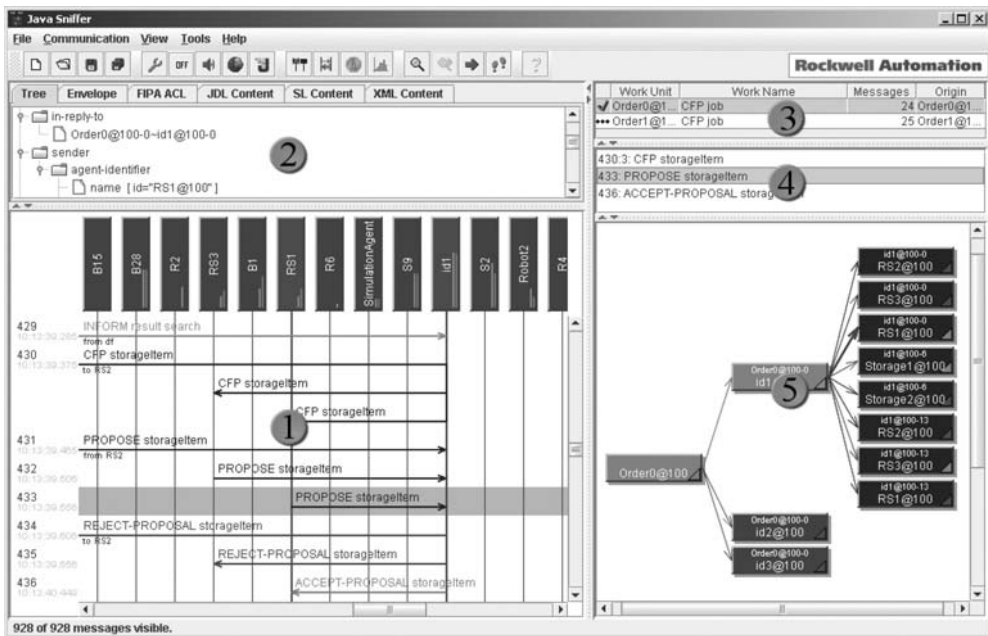 Java Sniffer
File Communication View Tools Help
OFF
Rockwell Automation
Tree Envelope FIPA ACL JDL Content SL Content XML Content
in-reply-to
Order0@100-0~id1@100-0
sender
agent-identifier
name [ id="RS1@100" ]
2
Work Unit Work Name Messages Origin
Order0@1... CFP job 24 Order0@1...
Order1@1... CFP job 25 Order1@1...
3
430:3: CFP storageItem
433: PROPOSE storageItem
436: ACCEPT-PROPOSAL storageItem
4
B15 B28 R2 RS3 B1 RS1 R6 SimulationAgent S9 id1 S2 Robot2 R4
429 INFORM result search
from df
430 CFP storageItem
to RS2
CFP storageItem
CFP storageItem
1
431 PROPOSE storageItem
from RS2
432 PROPOSE storageItem
433 PROPOSE storageItem
434 REJECT-PROPOSAL storageItem
to RS2
435 REJECT-PROPOSAL storageItem
436 ACCEPT-PROPOSAL storageItem
Order0@100
Order0@100-0
id1
5
Order0@100-0
id2@100
Order0@100-0
id3@100
id1@100-0
RS2@100
id1@100-0
RS3@100
id1@100-0
RS1@100
id1@100-6
Storage1@100
id1@100-6
Storage2@100
id1@100-13
RS2@100
id1@100-13
RS3@100
id1@100-13
RS1@100
928 of 928 messages visible.